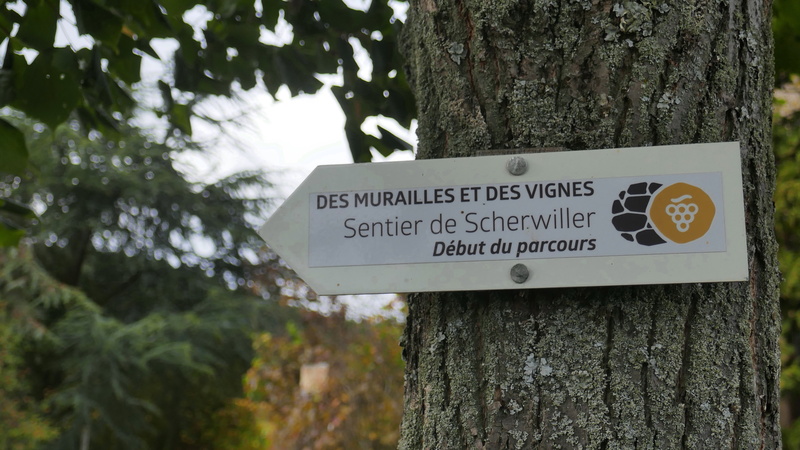 DES MURAILLES ET DES VIGNES
Sentier de Scherwiller
Début du parcours